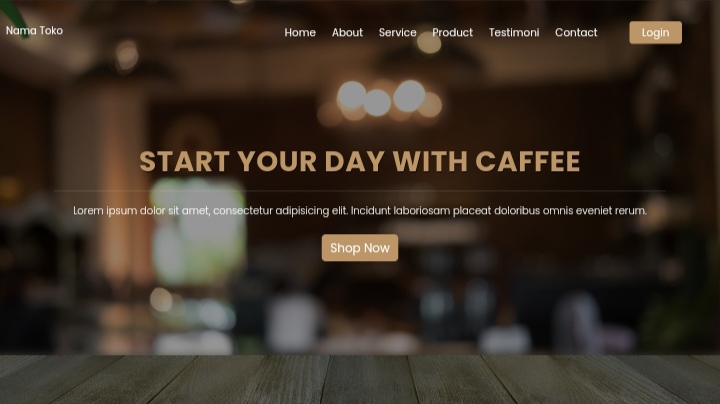 Nama Toko
Home About Service Product Testimoni Contact Login
START YOUR DAY WITH CAFFEE
Lorem ipsum dolor sit amet, consectetur adipisicing elit. Incidunt laboriosam placeat doloribus omnis eveniet rerum.
Shop Now